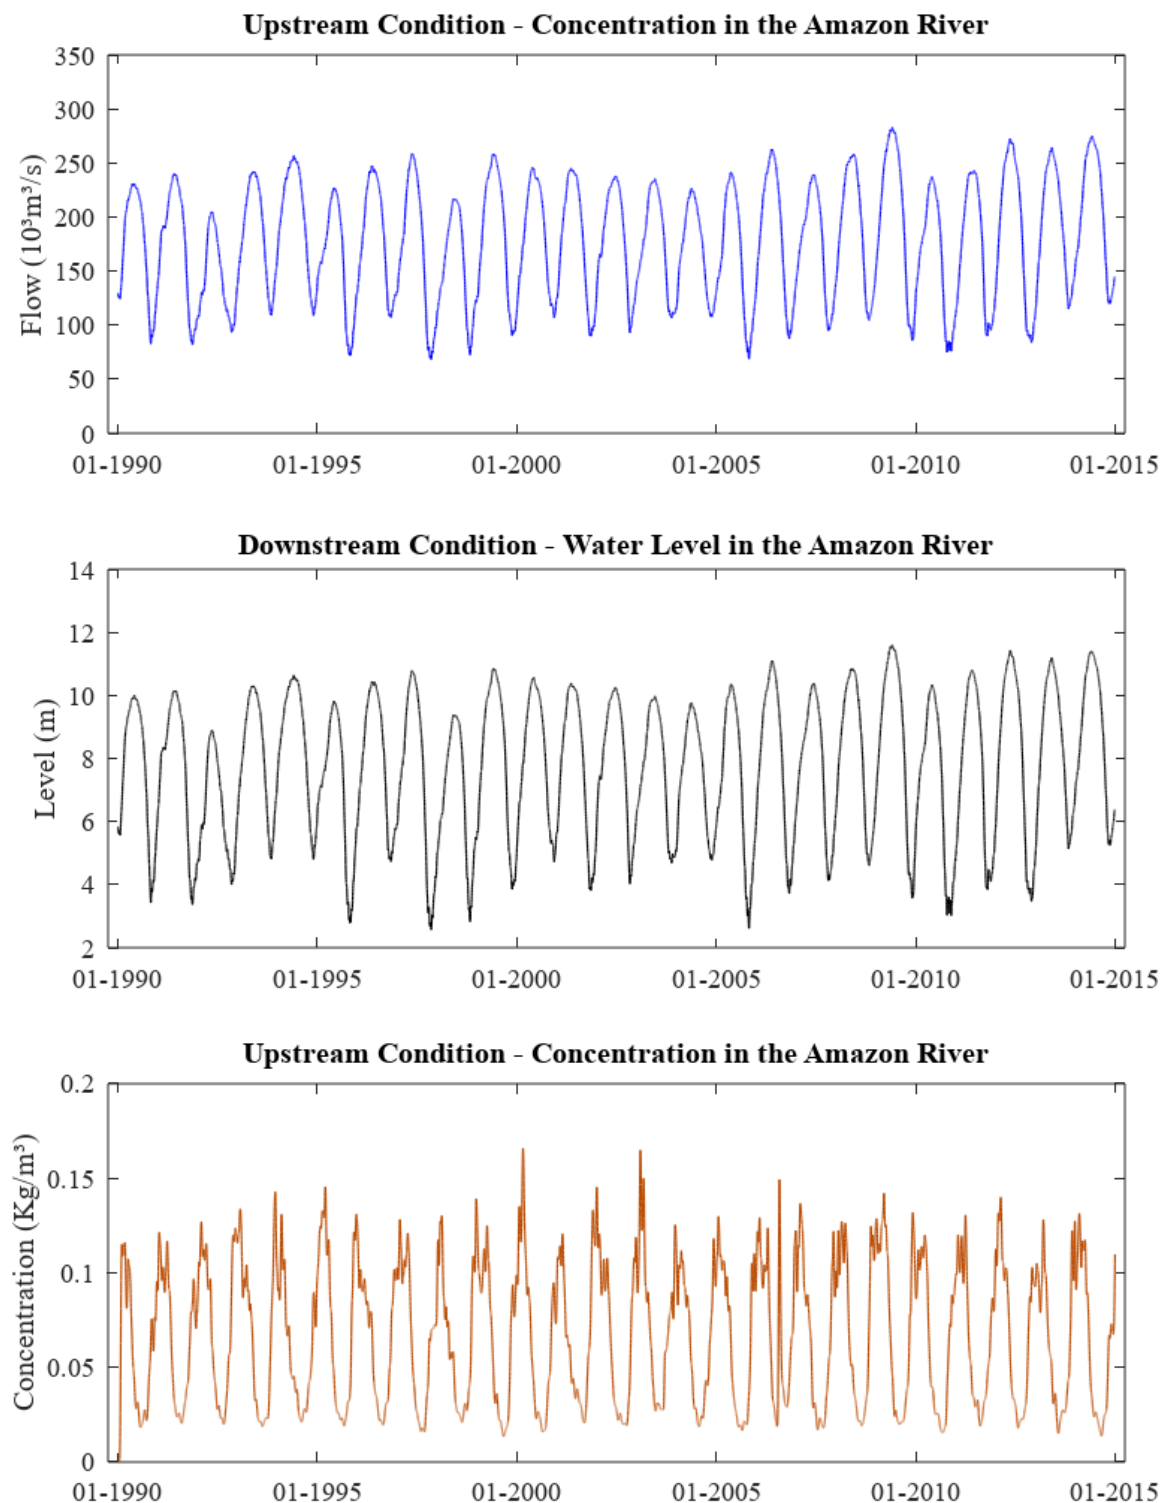 Upstream Condition - Concentration in the Amazon River
350
300
250
200
150
100
50
0
Flow (10³m³/s)
01-1990 01-1995 01-2000 01-2005 01-2010 01-2015
Downstream Condition - Water Level in the Amazon River
14
12
10
8
6
4
2
Level (m)
01-1990 01-1995 01-2000 01-2005 01-2010 01-2015
Upstream Condition - Concentration in the Amazon River
0.2
0.15
0.1
0.05
0
Concentration (Kg/m³)
01-1990 01-1995 01-2000 01-2005 01-2010 01-2015